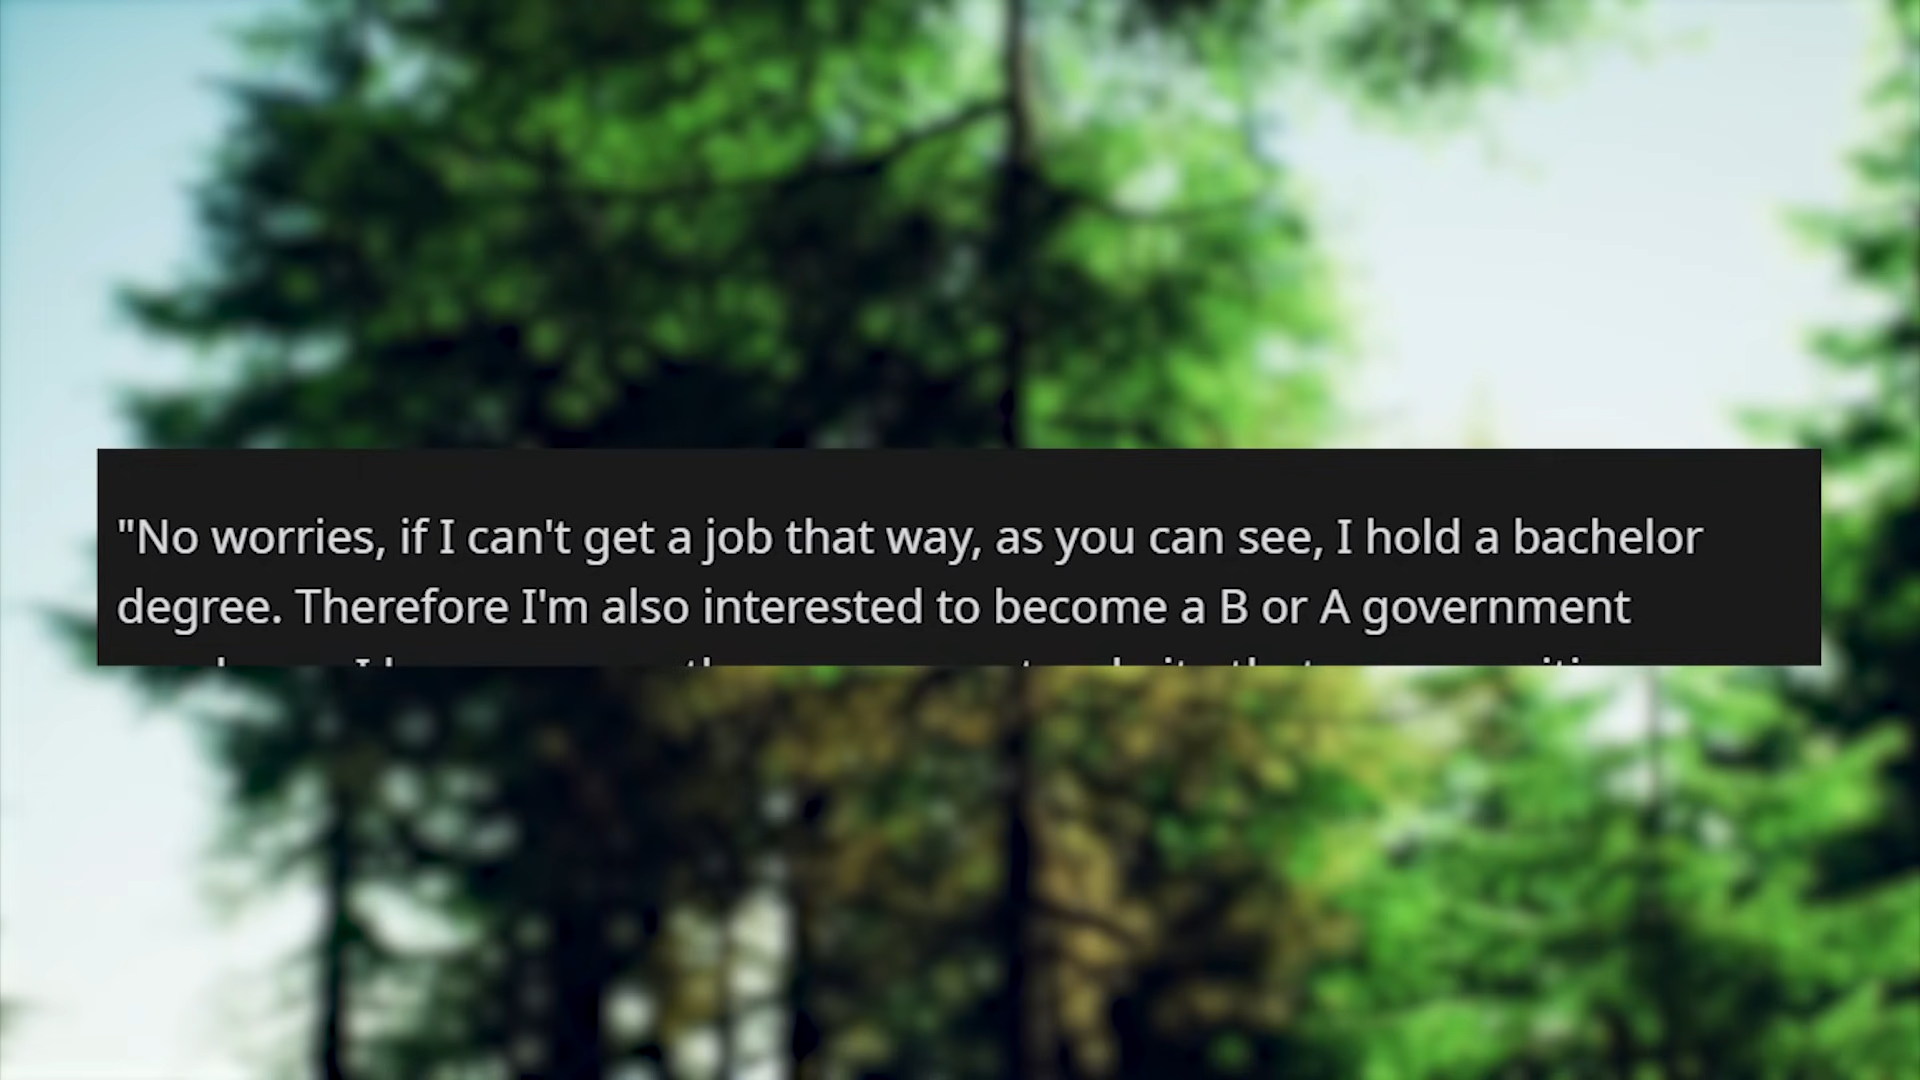 "No worries, if I can't get a job that way, as you can see, I hold a bachelor
degree. Therefore I'm also interested to become a B or A government